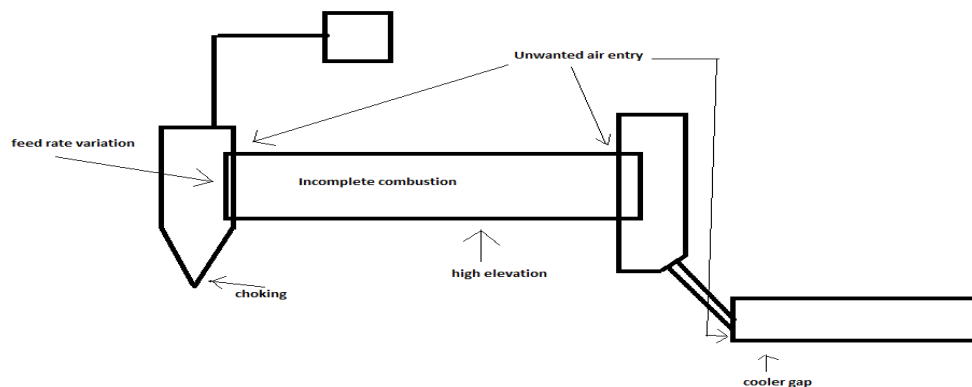 Unwanted air entry
feed rate variation
Incomplete combustion
high elevation
choking
cooler gap